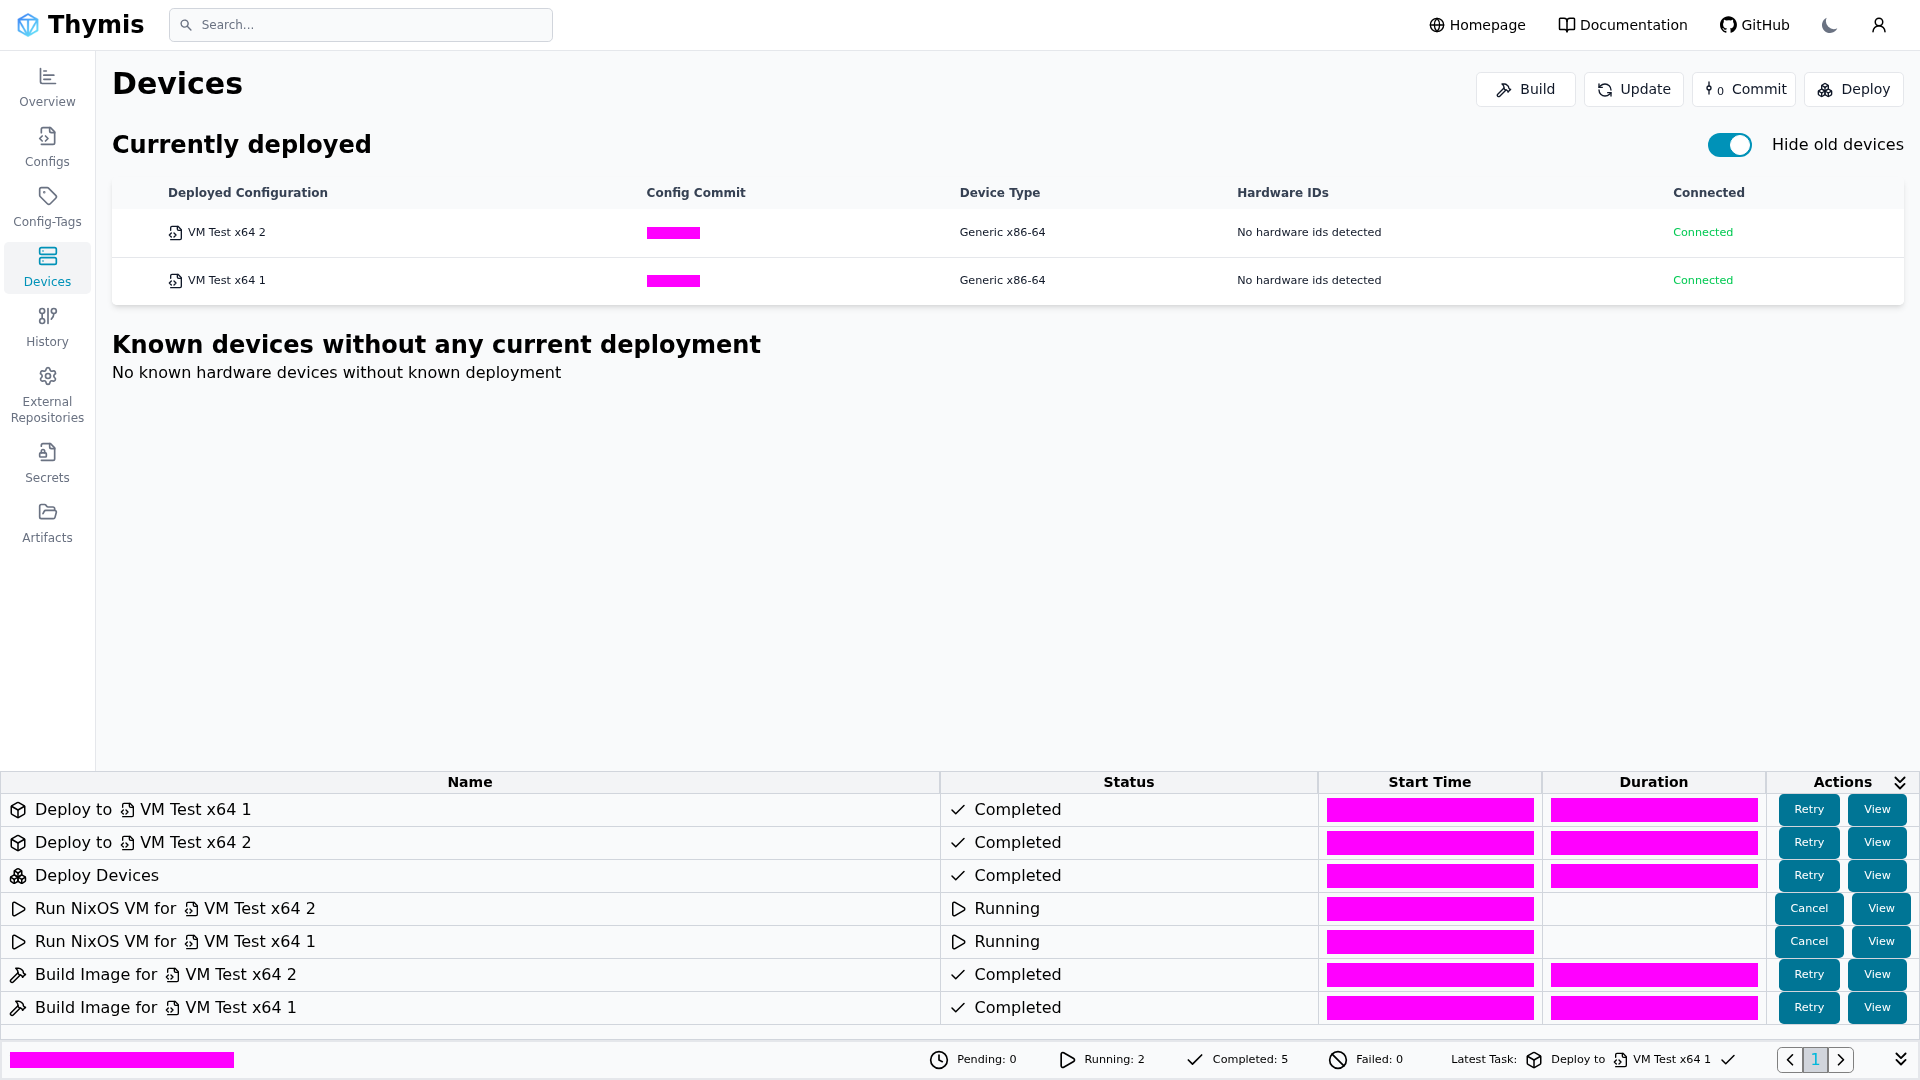 Thymis
Search...
Homepage
Documentation
GitHub
Overview
Configs
Config-Tags
Devices
History
External
Repositories
Secrets
Artifacts
Devices
Build
Update
0 Commit
Deploy
Currently deployed
Hide old devices
Deployed Configuration Config Commit Device Type Hardware IDs Connected
VM Test x64 2 Generic x86-64 No hardware ids detected Connected
VM Test x64 1 Generic x86-64 No hardware ids detected Connected
Known devices without any current deployment
No known hardware devices without known deployment
Name Status Start Time Duration Actions
Deploy to VM Test x64 1 Completed Retry View
Deploy to VM Test x64 2 Completed Retry View
Deploy Devices Completed Retry View
Run NixOS VM for VM Test x64 2 Running Cancel View
Run NixOS VM for VM Test x64 1 Running Cancel View
Build Image for VM Test x64 2 Completed Retry View
Build Image for VM Test x64 1 Completed Retry View
Pending: 0 Running: 2 Completed: 5 Failed: 0 Latest Task: Deploy to VM Test x64 1 1